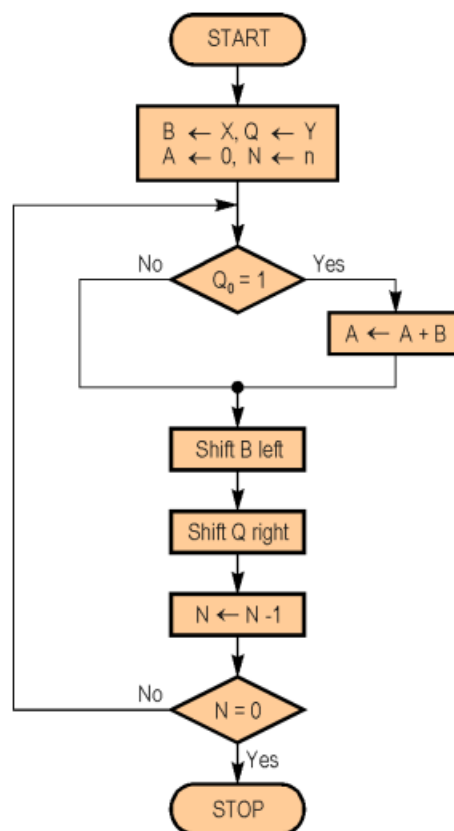 START
B ← X, Q ← Y
A ← 0, N ← n
No
Yes
Q₀ = 1
A ← A + B
Shift B left
Shift Q right
N ← N -1
No
N = 0
Yes
STOP